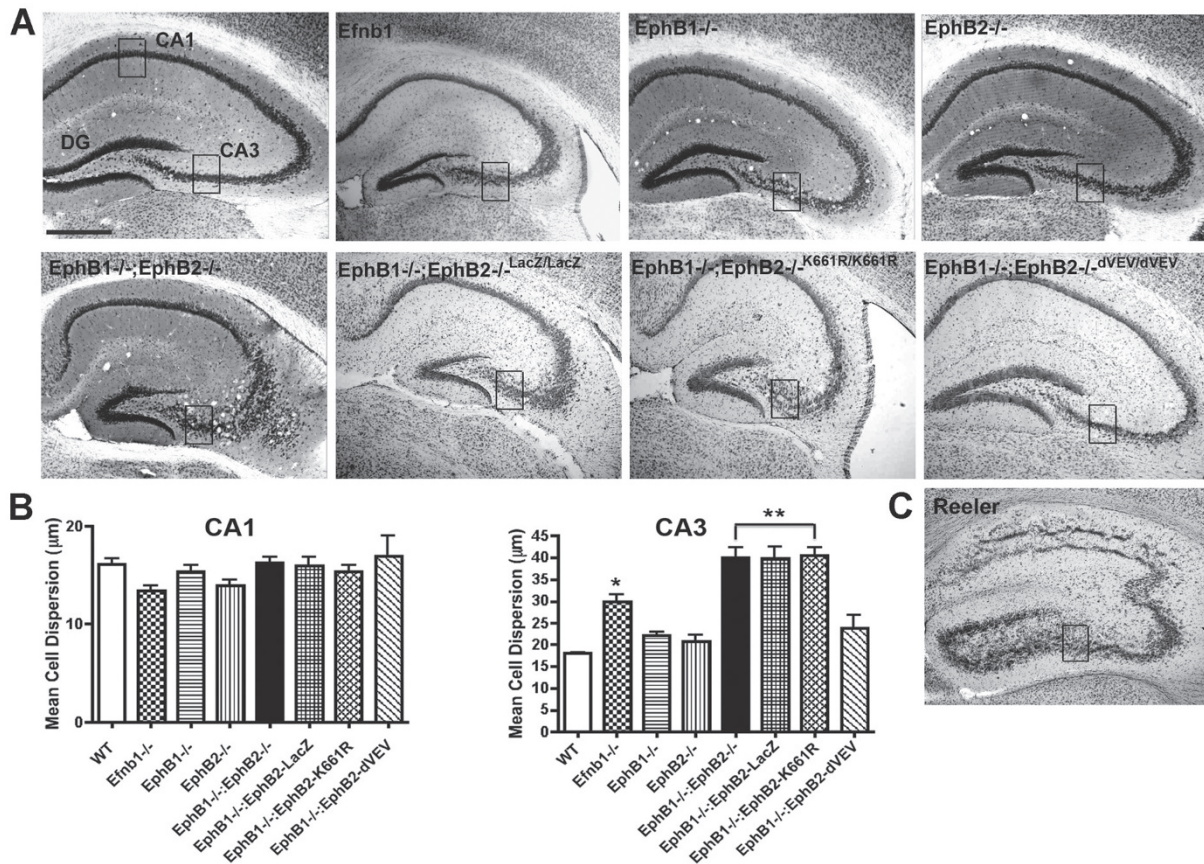 A
CA1
DG
CA3
Efnb1
EphB1-/-
EphB2-/-
EphB1-/-;EphB2-/-
EphB1-/-;EphB2-/-LacZ/LacZ
EphB1-/-;EphB2-/-K661R/K661R
EphB1-/-;EphB2-/-dVEV/dVEV
B
CA1
Mean Cell Dispersion (µm)
20
10
0
WT
Efnb1-/-
EphB1-/-
EphB2-/-
EphB1-/-:EphB2-/-
EphB1-/-:EphB2-LacZ
EphB1-/-:EphB2-K661R
EphB1-/-:EphB2-dVEV
CA3
Mean Cell Dispersion (µm)
45
40
35
30
25
20
15
10
5
0
*
**
WT
Efnb1-/-
EphB1-/-
EphB2-/-
EphB1-/-:EphB2-/-
EphB1-/-:EphB2-LacZ
EphB1-/-:EphB2-K661R
EphB1-/-:EphB2-dVEV
C
Reeler